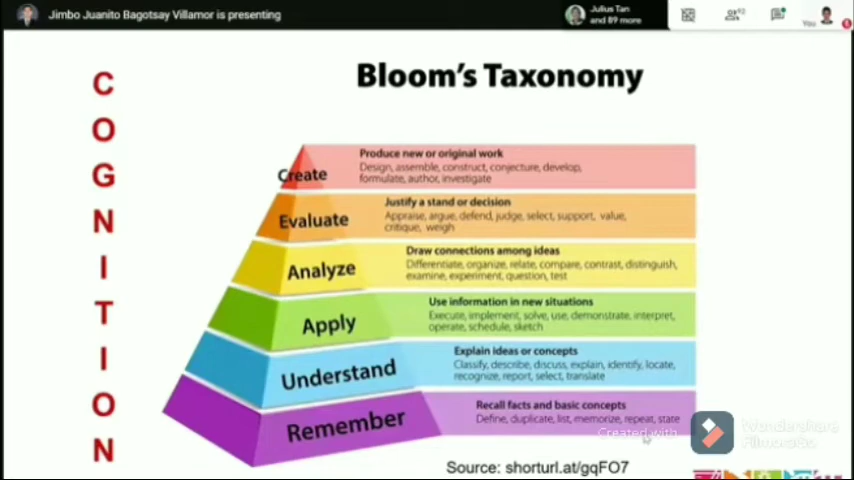 Jimbo Juanito Bagotsay Villamor is presenting
Julius Tan
and 89 more
You
COGNITION
Bloom's Taxonomy
Create
Produce new or original work
Design, assemble, construct, conjecture, develop,
formulate, author, investigate
Evaluate
Justify a stand or decision
Appraise, argue, defend, judge, select, support, value,
critique, weigh
Analyze
Draw connections among ideas
Differentiate, organize, relate, compare, contrast, distinguish,
examine, experiment, question, test
Apply
Use information in new situations
Execute, implement, solve, use, demonstrate, interpret,
operate, schedule, sketch
Understand
Explain ideas or concepts
Classify, describe, discuss, explain, identify, locate,
recognize, report, select, translate
Remember
Recall facts and basic concepts
Define, duplicate, list, memorize, repeat, state
Created with
Wondershare
Filmora9
Source: shorturl.at/gqFO7